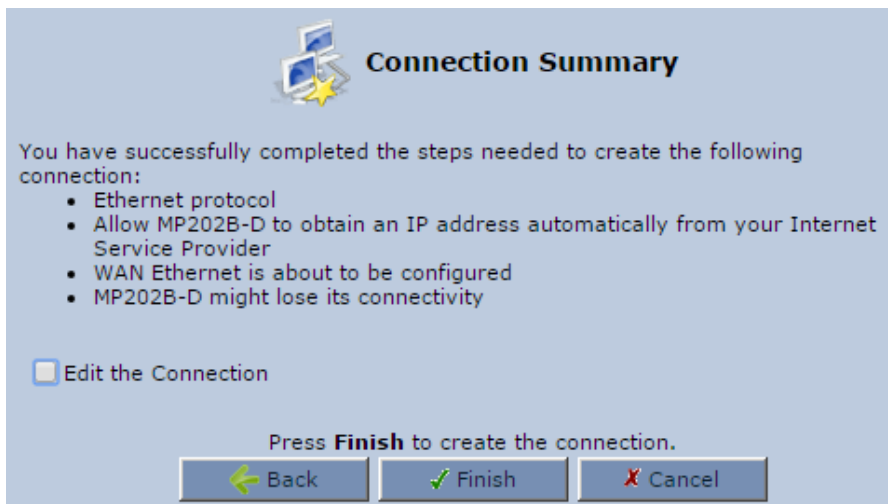 Connection Summary
You have successfully completed the steps needed to create the following
connection:
• Ethernet protocol
• Allow MP202B-D to obtain an IP address automatically from your Internet
Service Provider
• WAN Ethernet is about to be configured
• MP202B-D might lose its connectivity
Edit the Connection
Press Finish to create the connection.
Back Finish Cancel